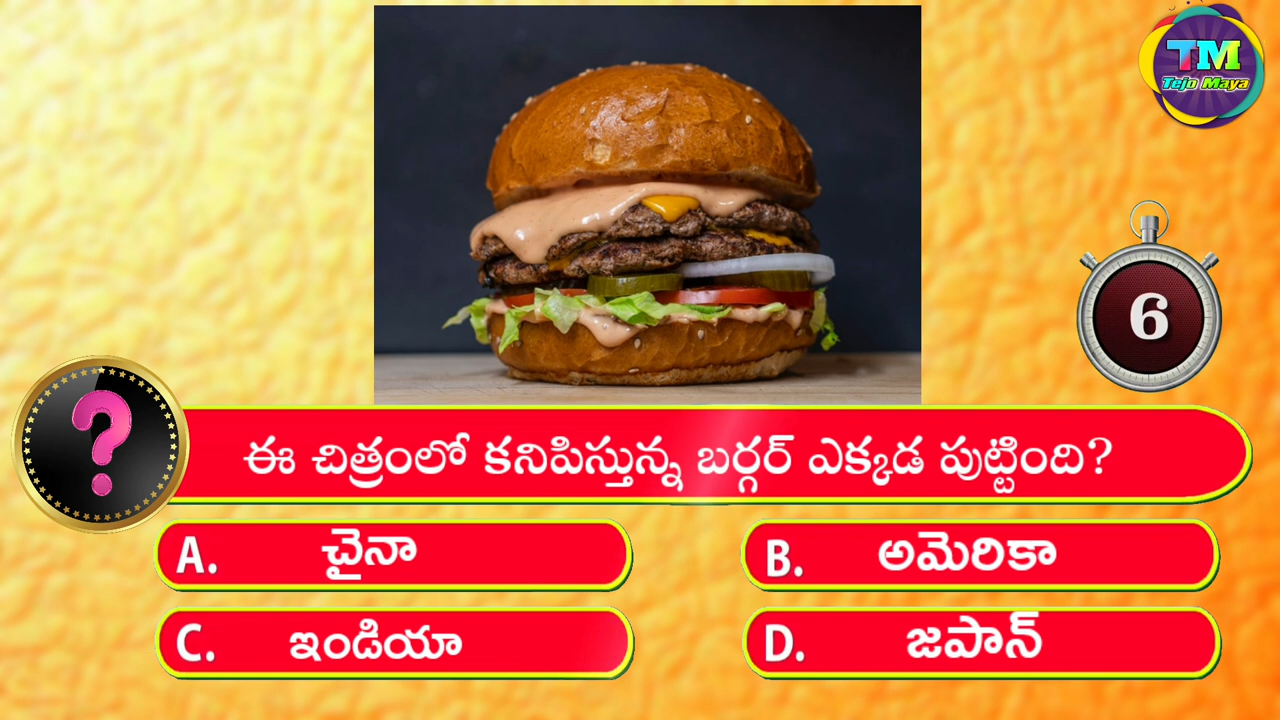 TM
Tejo Maya
6
?
ఈ చిత్రంలో కనిపిస్తున్న బర్గర్ ఎక్కడ పుట్టింది?
A. చైనా
B. అమెరికా
C. ఇండియా
D. జపాన్